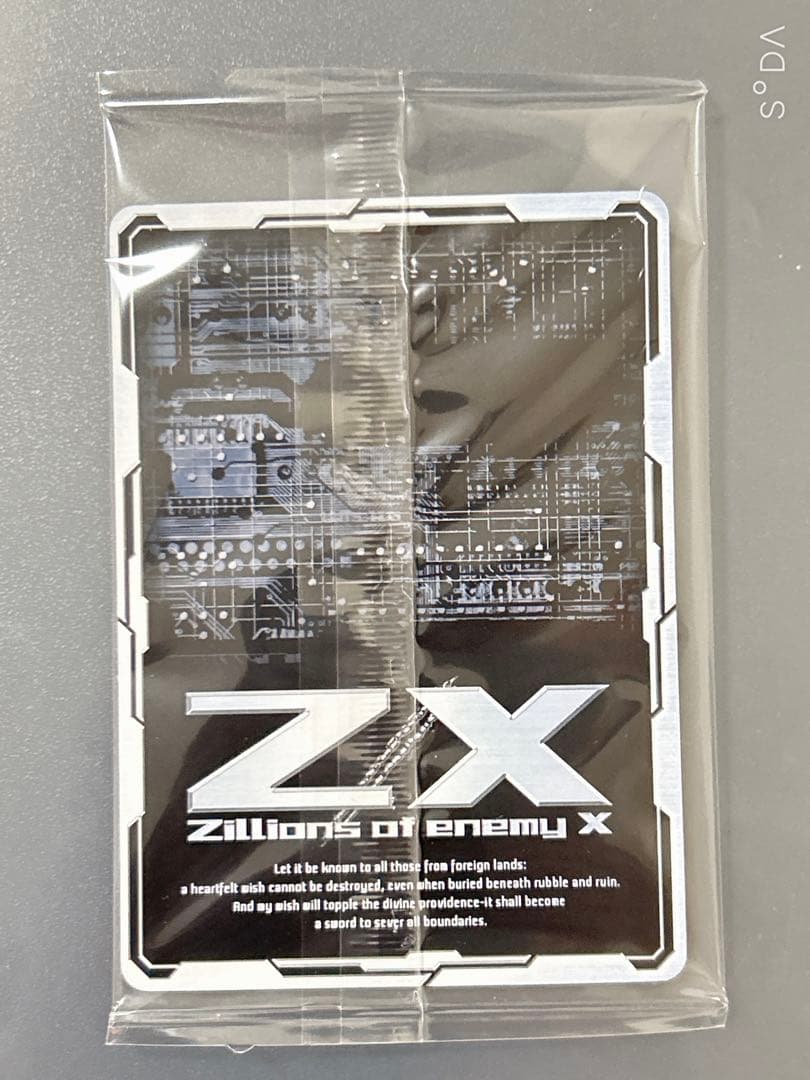 SODA
Z/X
Zillions of enemy X
Let it be known to all those from foreign lands:
a heartfelt wish cannot be destroyed, even when buried beneath rubble and ruin.
And my wish will topple the divine providence-it shall become
a sword to sever all boundaries.